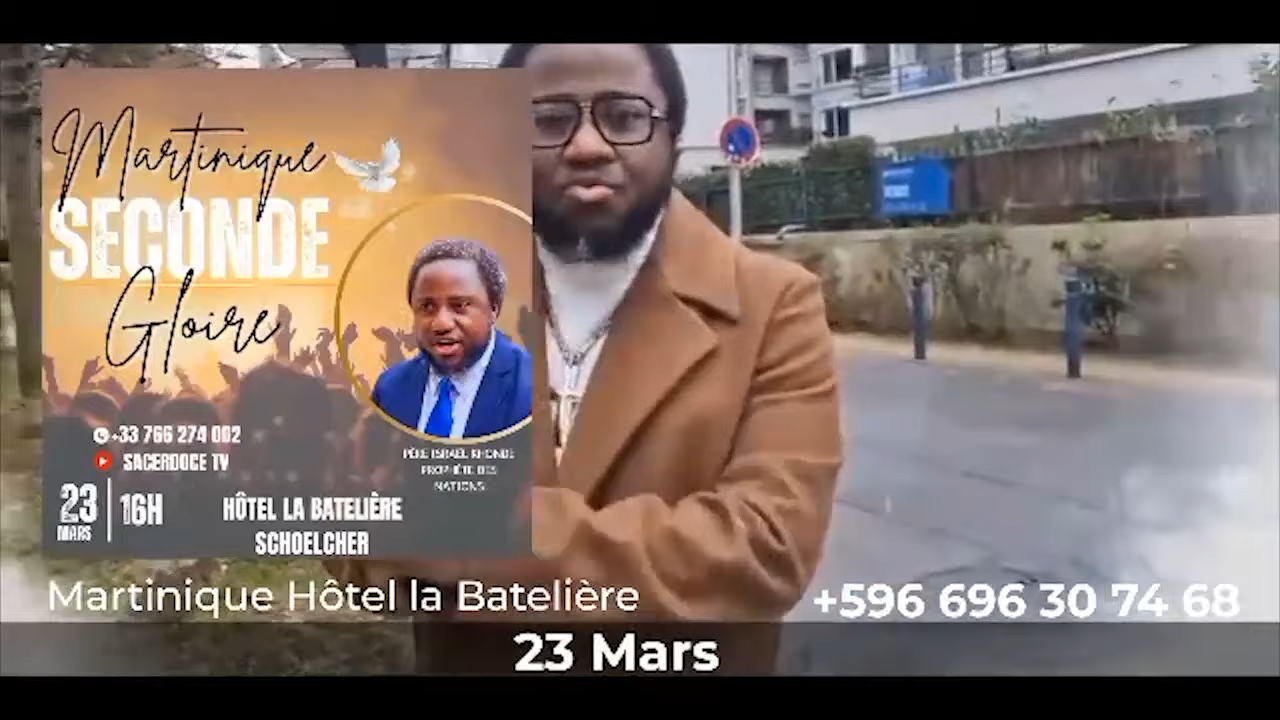 Martinique
SECONDE
Gloire
+33 766 274 002
SACERDOCE TV
PÈRE ISRAËL KHONDE
PROPHÈTE DES
NATIONS
23
MARS
16H
HÔTEL LA BATELIÈRE
SCHOELCHER
Martinique Hôtel la Batelière
+596 696 30 74 68
23 Mars